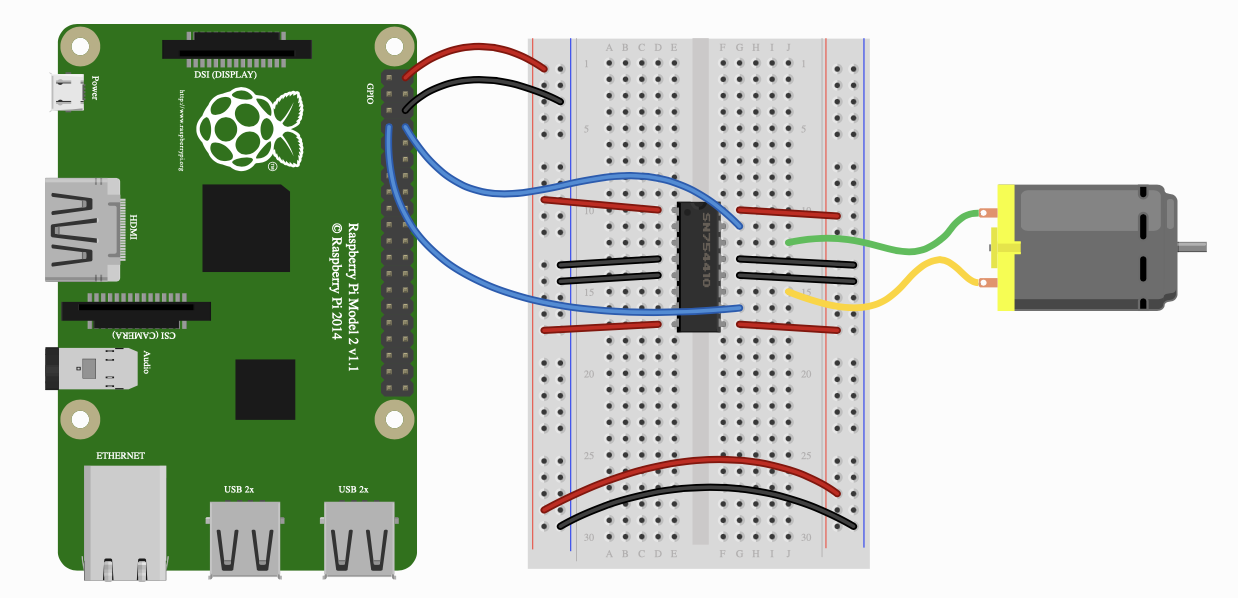 DSI (DISPLAY)
Power
GPIO
http://www.raspberrypi.org
HDMI
Raspberry Pi Model 2 v1.1
© Raspberry Pi 2014
CSI (CAMERA)
Audio
ETHERNET
USB 2x
USB 2x
A B C D E F G H I J
1 1
5 5
10 10
SN754410
15 15
20 20
25 25
30 30
A B C D E F G H I J